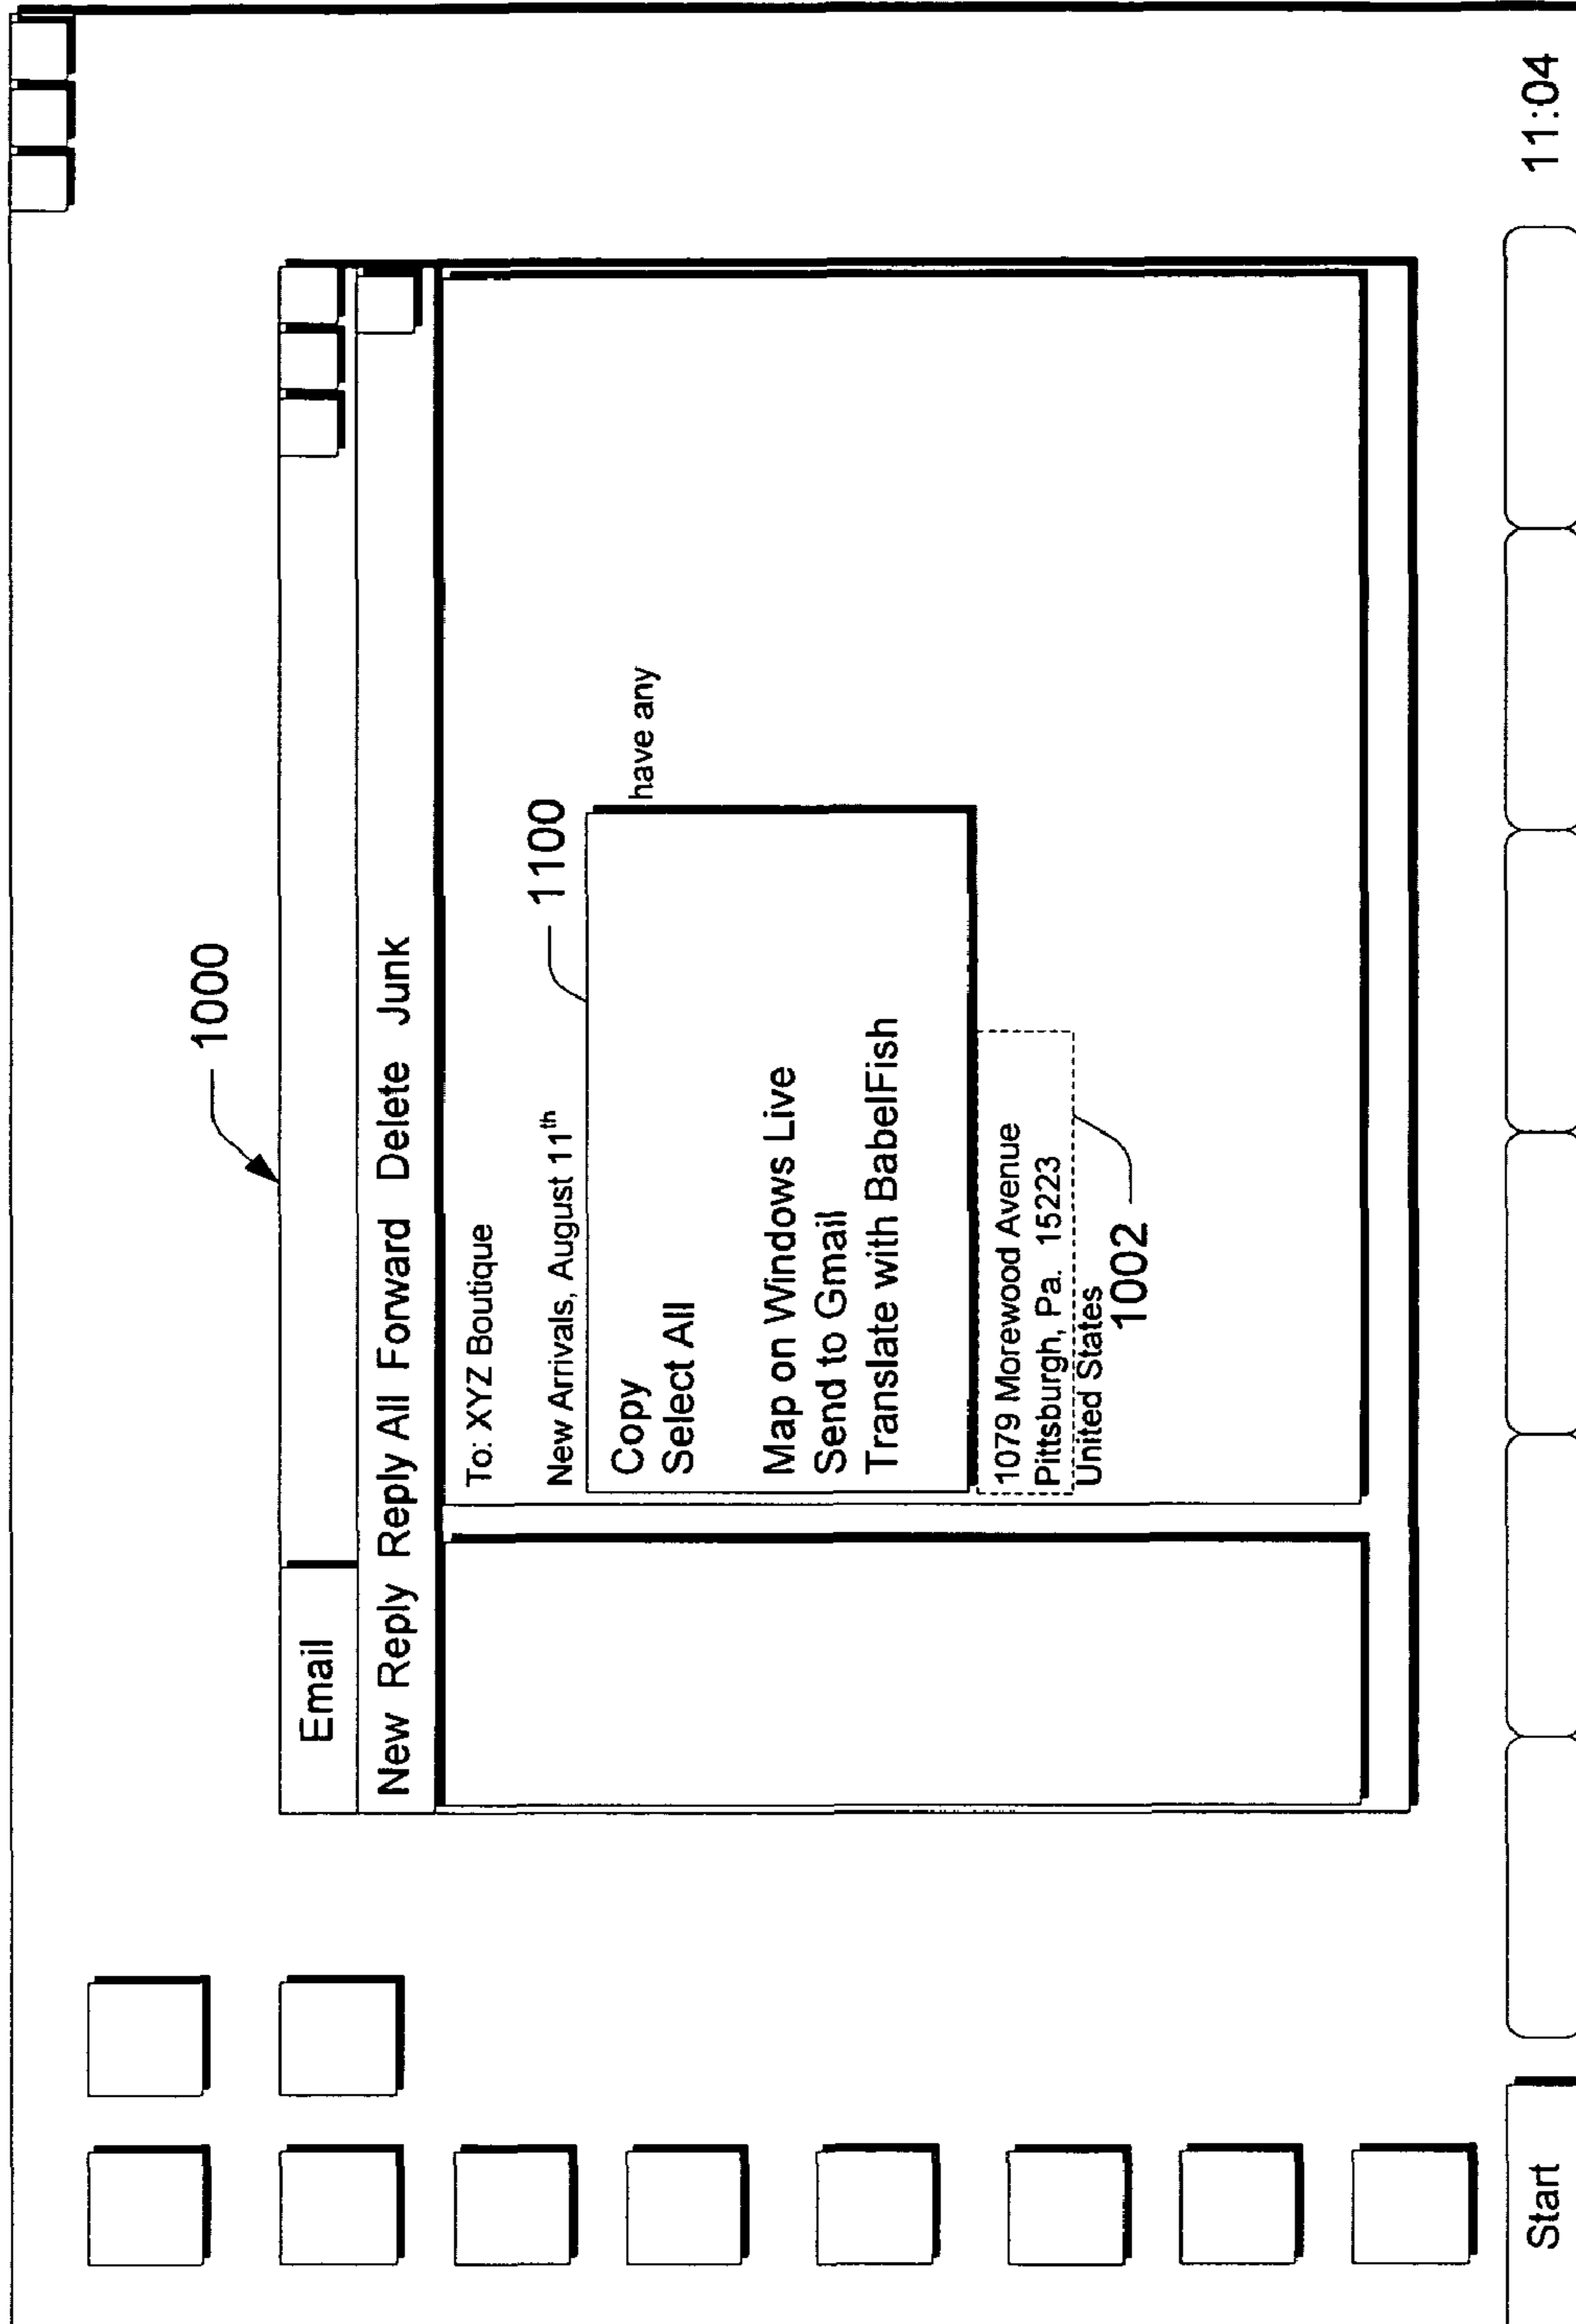 1000
Email
New Reply Reply All Forward Delete Junk
To: XYZ Boutique
New Arrivals, August 11th
1100
have any
Copy
Select All
Map on Windows Live
Send to Gmail
Translate with BabelFish
1079 Morewood Avenue
Pittsburgh, Pa. 15223
United States
1002
Start
11:04